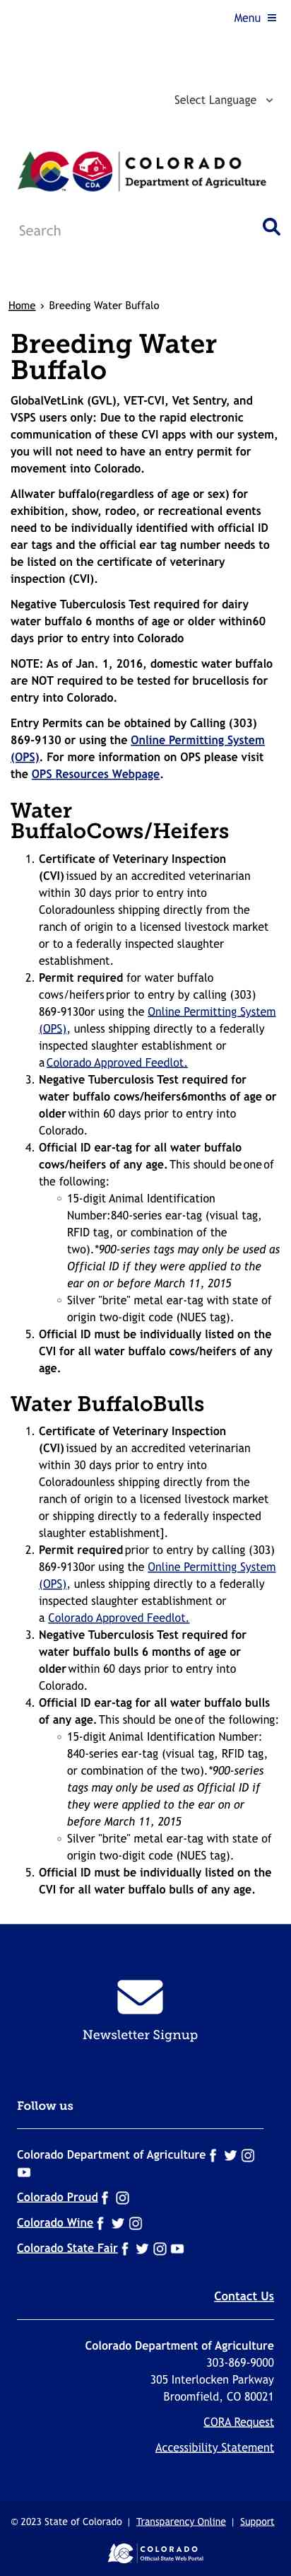 Menu
Select Language
C
CDA
COLORADO
Department of Agriculture
Search
Home › Breeding Water Buffalo
Breeding Water
Buffalo
GlobalVetLink (GVL), VET-CVI, Vet Sentry, and
VSPS users only: Due to the rapid electronic
communication of these CVI apps with our system,
you will not need to have an entry permit for
movement into Colorado.
Allwater buffalo(regardless of age or sex) for
exhibition, show, rodeo, or recreational events
need to be individually identified with official ID
ear tags and the official ear tag number needs to
be listed on the certificate of veterinary
inspection (CVI).
Negative Tuberculosis Test required for dairy
water buffalo 6 months of age or older within60
days prior to entry into Colorado
NOTE: As of Jan. 1, 2016, domestic water buffalo
are NOT required to be tested for brucellosis for
entry into Colorado.
Entry Permits can be obtained by Calling (303)
869-9130 or using the Online Permitting System
(OPS). For more information on OPS please visit
the OPS Resources Webpage.
Water
BuffaloCows/Heifers
1. Certificate of Veterinary Inspection
(CVI) issued by an accredited veterinarian
within 30 days prior to entry into
Coloradounless shipping directly from the
ranch of origin to a licensed livestock market
or to a federally inspected slaughter
establishment.
2. Permit required for water buffalo
cows/heifers prior to entry by calling (303)
869-9130or using the Online Permitting System
(OPS), unless shipping directly to a federally
inspected slaughter establishment or
a Colorado Approved Feedlot.
3. Negative Tuberculosis Test required for
water buffalo cows/heifers6months of age or
older within 60 days prior to entry into
Colorado.
4. Official ID ear-tag for all water buffalo
cows/heifers of any age. This should be one of
the following:
◦ 15-digit Animal Identification
Number:840-series ear-tag (visual tag,
RFID tag, or combination of the
two).*900-series tags may only be used as
Official ID if they were applied to the
ear on or before March 11, 2015
◦ Silver "brite" metal ear-tag with state of
origin two-digit code (NUES tag).
5. Official ID must be individually listed on the
CVI for all water buffalo cows/heifers of any
age.
Water BuffaloBulls
1. Certificate of Veterinary Inspection
(CVI) issued by an accredited veterinarian
within 30 days prior to entry into
Coloradounless shipping directly from the
ranch of origin to a licensed livestock market
or shipping directly to a federally inspected
slaughter establishment].
2. Permit required prior to entry by calling (303)
869-9130or using the Online Permitting System
(OPS), unless shipping directly to a federally
inspected slaughter establishment or
a Colorado Approved Feedlot.
3. Negative Tuberculosis Test required for
water buffalo bulls 6 months of age or
older within 60 days prior to entry into
Colorado.
4. Official ID ear-tag for all water buffalo bulls
of any age. This should be one of the following:
◦ 15-digit Animal Identification Number:
840-series ear-tag (visual tag, RFID tag,
or combination of the two).*900-series
tags may only be used as Official ID if
they were applied to the ear on or
before March 11, 2015
◦ Silver "brite" metal ear-tag with state of
origin two-digit code (NUES tag).
5. Official ID must be individually listed on the
CVI for all water buffalo bulls of any age.
Newsletter Signup
Follow us
Colorado Department of Agriculture
Colorado Proud
Colorado Wine
Colorado State Fair
Contact Us
Colorado Department of Agriculture
303-869-9000
305 Interlocken Parkway
Broomfield, CO 80021
CORA Request
Accessibility Statement
© 2023 State of Colorado | Transparency Online | Support
COLORADO
Official State Web Portal